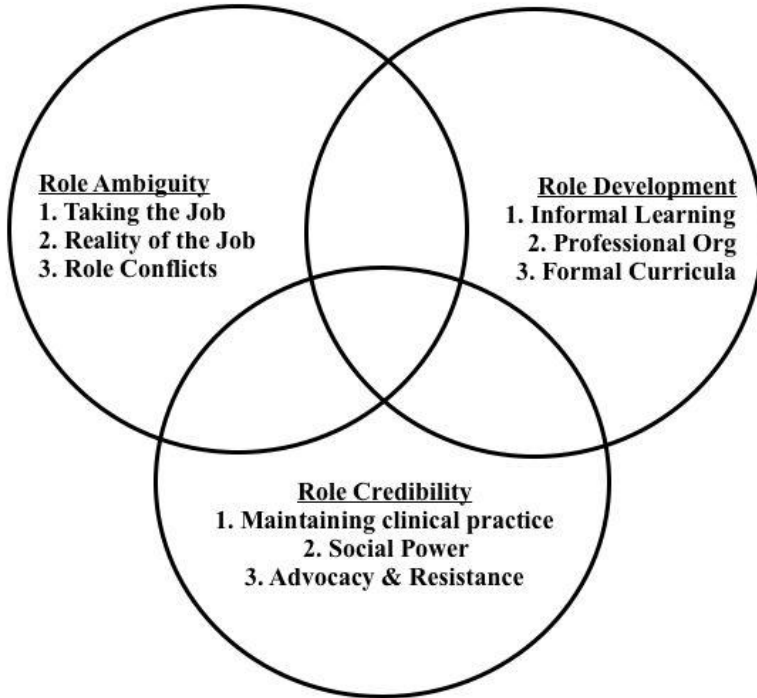 Role Ambiguity
1. Taking the Job
2. Reality of the Job
3. Role Conflicts
Role Development
1. Informal Learning
2. Professional Org
3. Formal Curricula
Role Credibility
1. Maintaining clinical practice
2. Social Power
3. Advocacy & Resistance